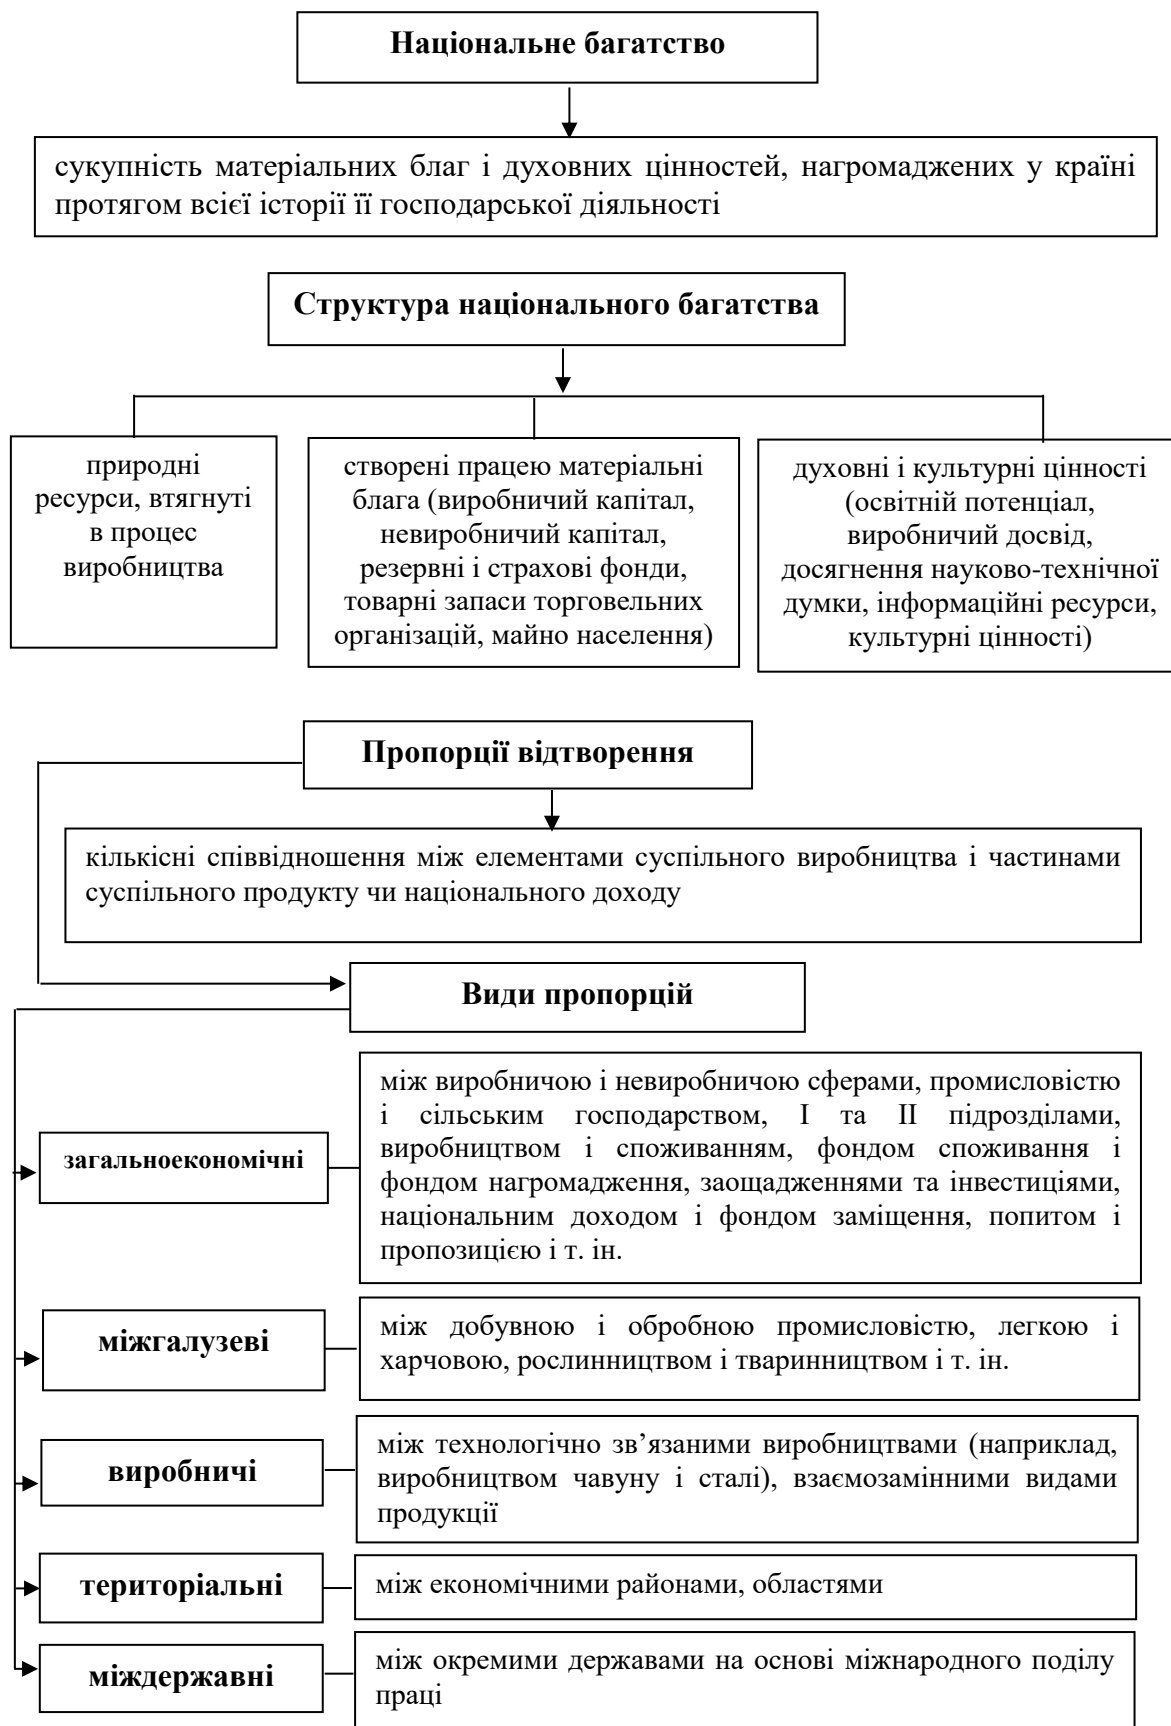 Національне багатство
сукупність матеріальних благ і духовних цінностей, нагромаджених у країні
протягом всієї історії її господарської діяльності
Структура національного багатства
природні
ресурси, втягнуті
в процес
виробництва
створені працею матеріальні
блага (виробничий капітал,
невиробничий капітал,
резервні і страхові фонди,
товарні запаси торговельних
організацій, майно населення)
духовні і культурні цінності
(освітній потенціал,
виробничий досвід,
досягнення науково-технічної
думки, інформаційні ресурси,
культурні цінності)
Пропорції відтворення
кількісні співвідношення між елементами суспільного виробництва і частинами
суспільного продукту чи національного доходу
Види пропорцій
загальноекономічні
між виробничою і невиробничою сферами, промисловістю
і сільським господарством, I та II підрозділами,
виробництвом і споживанням, фондом споживання і
фондом нагромадження, заощадженнями та інвестиціями,
національним доходом і фондом заміщення, попитом і
пропозицією і т. ін.
міжгалузеві
між добувною і обробною промисловістю, легкою і
харчовою, рослинництвом і тваринництвом і т. ін.
виробничі
між технологічно зв’язаними виробництвами (наприклад,
виробництвом чавуну і сталі), взаємозамінними видами
продукції
територіальні
між економічними районами, областями
міждержавні
між окремими державами на основі міжнародного поділу
праці